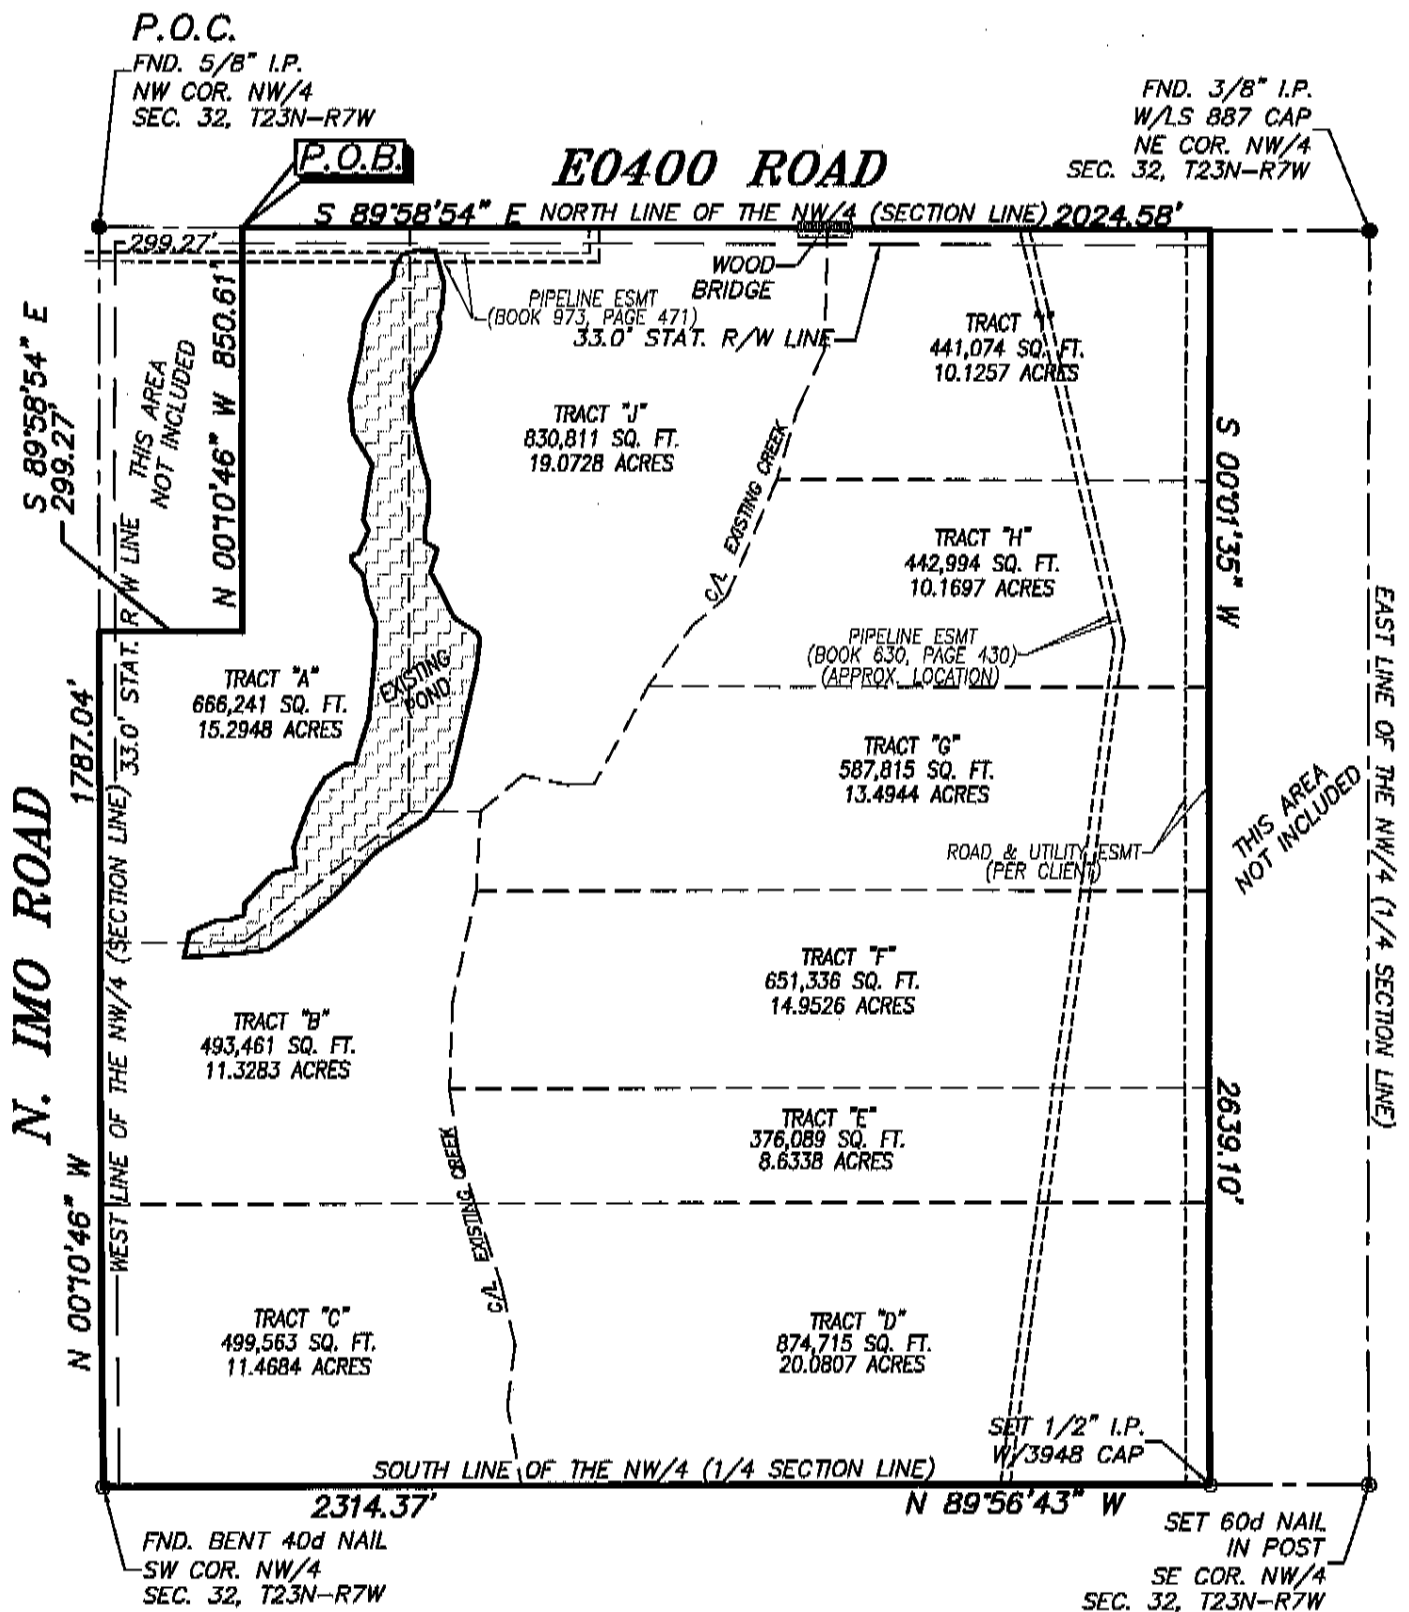 P.O.C.
FND. 5/8" I.P.
NW COR. NW/4
SEC. 32, T23N-R7W
FND. 3/8" I.P.
W/LS 887 CAP
NE COR. NW/4
SEC. 32, T23N-R7W
P.O.B.
E0400 ROAD
S 89°58'54" E NORTH LINE OF THE NW/4 (SECTION LINE) 2024.58'
299.27'
WOOD
BRIDGE
PIPELINE ESMT
(BOOK 973, PAGE 471)
33.0' STAT. R/W LINE
TRACT "I"
441,074 SQ. FT.
10.1257 ACRES
S 89°58'54" E
299.27'
THIS AREA
NOT INCLUDED
N 00°10'46" W 850.61'
TRACT "J"
830,811 SQ. FT.
19.0728 ACRES
C/L EXISTING CREEK
S 00°01'35" W
TRACT "H"
442,994 SQ. FT.
10.1697 ACRES
PIPELINE ESMT
(BOOK 630, PAGE 430)
(APPROX. LOCATION)
EAST LINE OF THE NW/4 (1/4 SECTION LINE)
33.0' STAT. R/W LINE
TRACT "A"
666,241 SQ. FT.
15.2948 ACRES
EXISTING
POND
1787.04'
TRACT "G"
587,815 SQ. FT.
13.4944 ACRES
ROAD & UTILITY ESMT
(PER CLIENT)
THIS AREA
NOT INCLUDED
N. IMO ROAD
WEST LINE OF THE NW/4 (SECTION LINE)
TRACT "F"
651,336 SQ. FT.
14.9526 ACRES
TRACT "B"
493,461 SQ. FT.
11.3283 ACRES
TRACT "E"
376,089 SQ. FT.
8.6338 ACRES
2639.10'
N 00°10'46" W
C/L EXISTING CREEK
TRACT "C"
499,563 SQ. FT.
11.4684 ACRES
TRACT "D"
874,715 SQ. FT.
20.0807 ACRES
SET 1/2" I.P.
W/3948 CAP
SOUTH LINE OF THE NW/4 (1/4 SECTION LINE)
2314.37'
N 89°56'43" W
FND. BENT 40d NAIL
SW COR. NW/4
SEC. 32, T23N-R7W
SET 60d NAIL
IN POST
SE COR. NW/4
SEC. 32, T23N-R7W